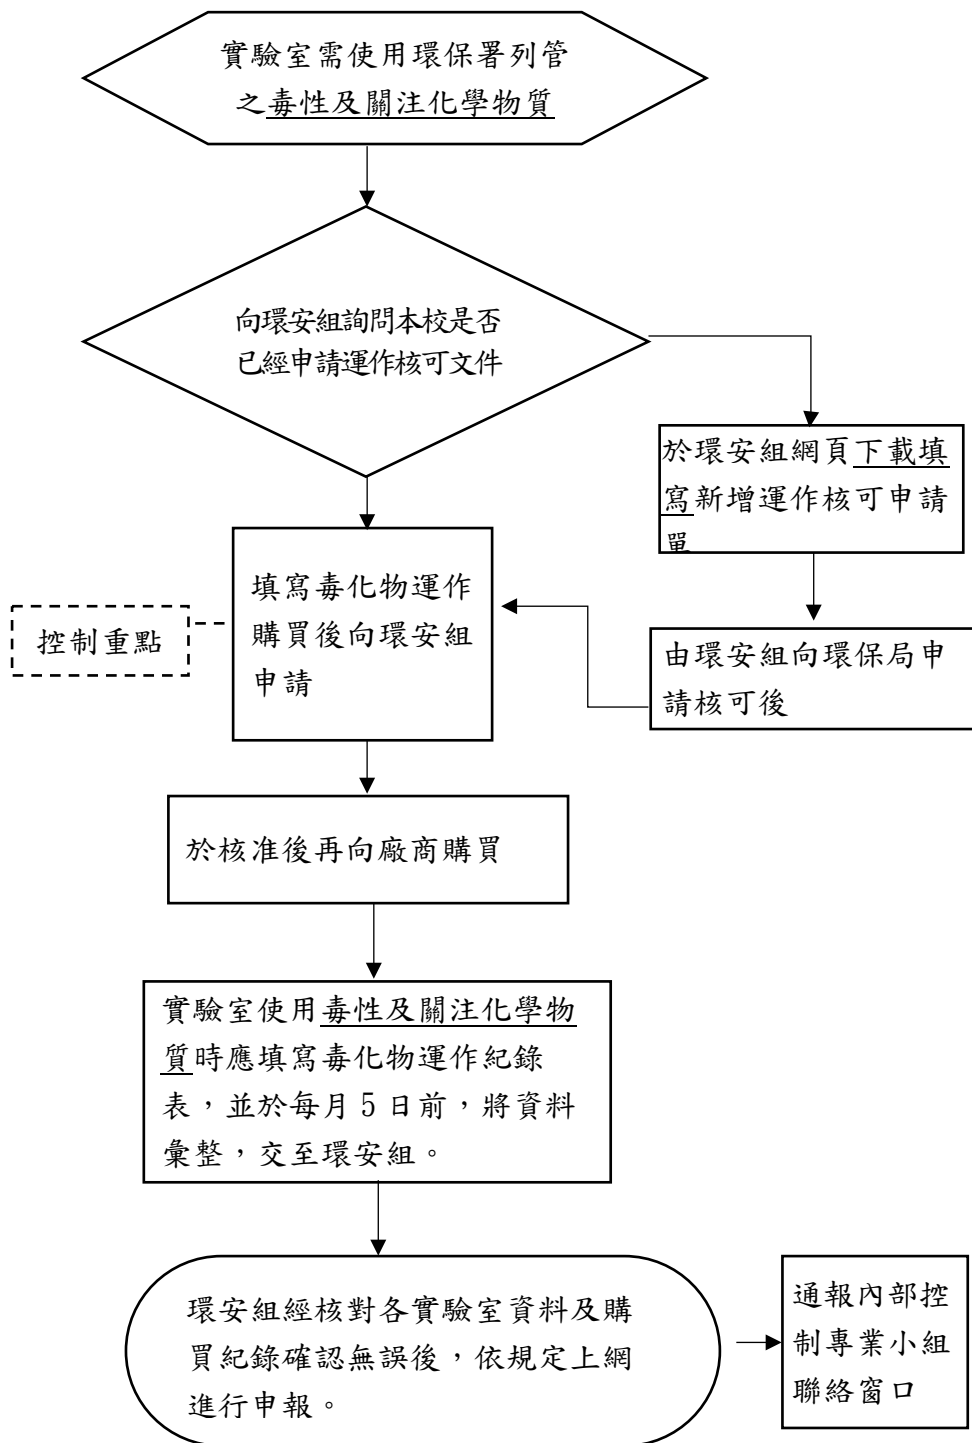 實驗室需使用環保署列管
之毒性及關注化學物質
向環安組詢問本校是否
已經申請運作核可文件
於環安組網頁下載填
寫新增運作核可申請
單
填寫毒化物運作
購買後向環安組
申請
控制重點
由環安組向環保局申
請核可後
於核准後再向廠商購買
實驗室使用毒性及關注化學物
質時應填寫毒化物運作紀錄
表，並於每月5日前，將資料
彙整，交至環安組。
環安組經核對各實驗室資料及購
買紀錄確認無誤後，依規定上網
進行申報。
通報內部控
制專業小組
聯絡窗口